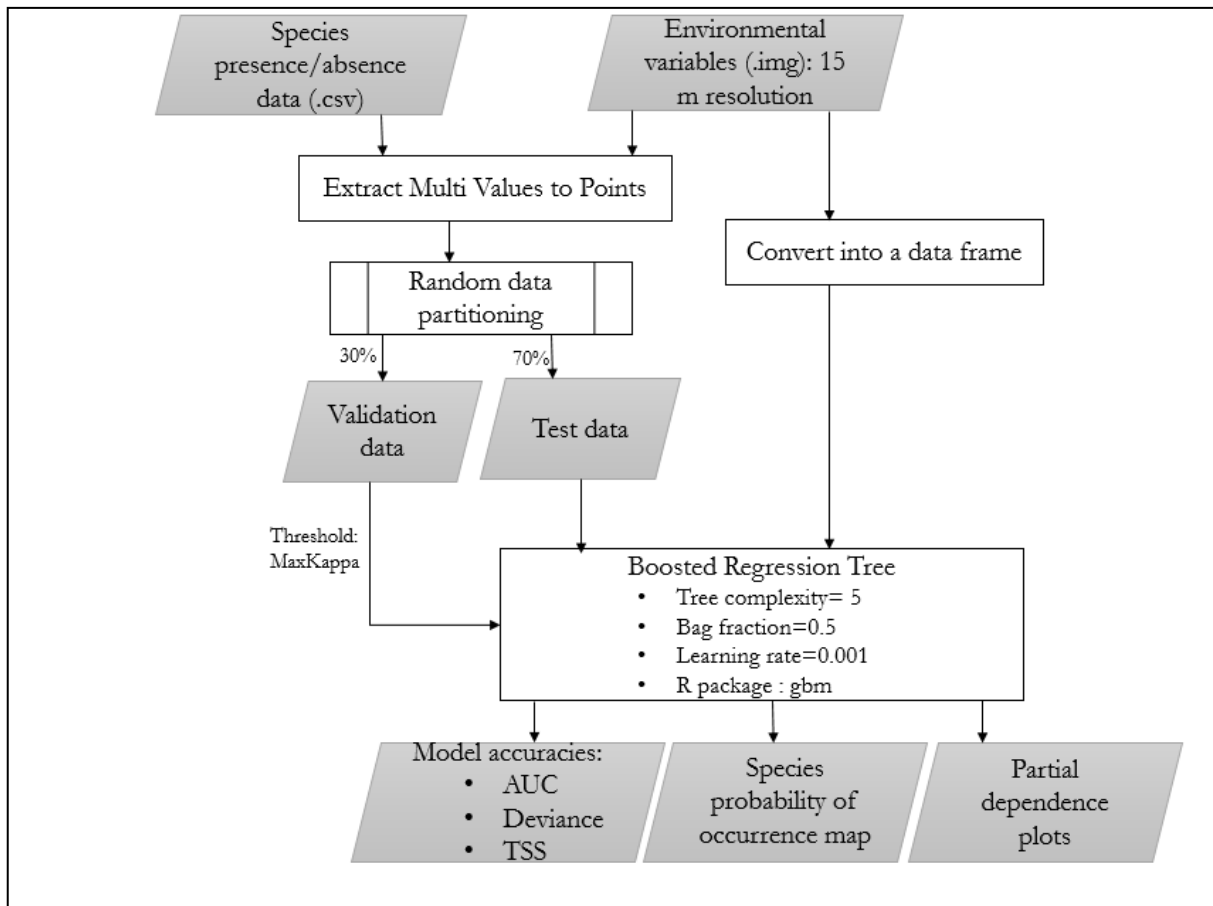 Species
presence/absence
data (.csv)
Environmental
variables (.img): 15
m resolution
Extract Multi Values to Points
Convert into a data frame
Random data
partitioning
30%
70%
Validation
data
Test data
Threshold:
MaxKappa
Boosted Regression Tree
• Tree complexity= 5
• Bag fraction=0.5
• Learning rate=0.001
• R package : gbm
Model accuracies:
• AUC
• Deviance
• TSS
Species
probability of
occurrence map
Partial
dependence
plots